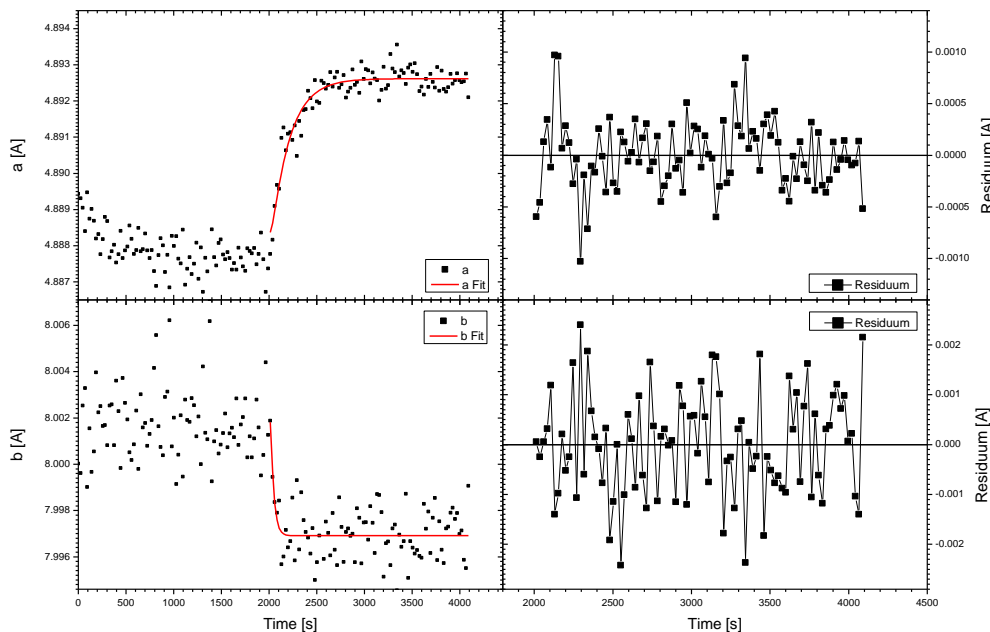 4.894
4.893
4.892
4.891
4.890
4.889
4.888
4.887
a [A]
a
a Fit
0.0010
0.0005
0.0000
-0.0005
-0.0010
Residuum [A]
Residuum
8.006
8.004
8.002
8.000
7.998
7.996
b [A]
b
b Fit
0 500 1000 1500 2000 2500 3000 3500 4000
Time [s]
Residuum
0.002
0.001
0.000
-0.001
-0.002
Residuum [A]
2000 2500 3000 3500 4000 4500
Time [s]